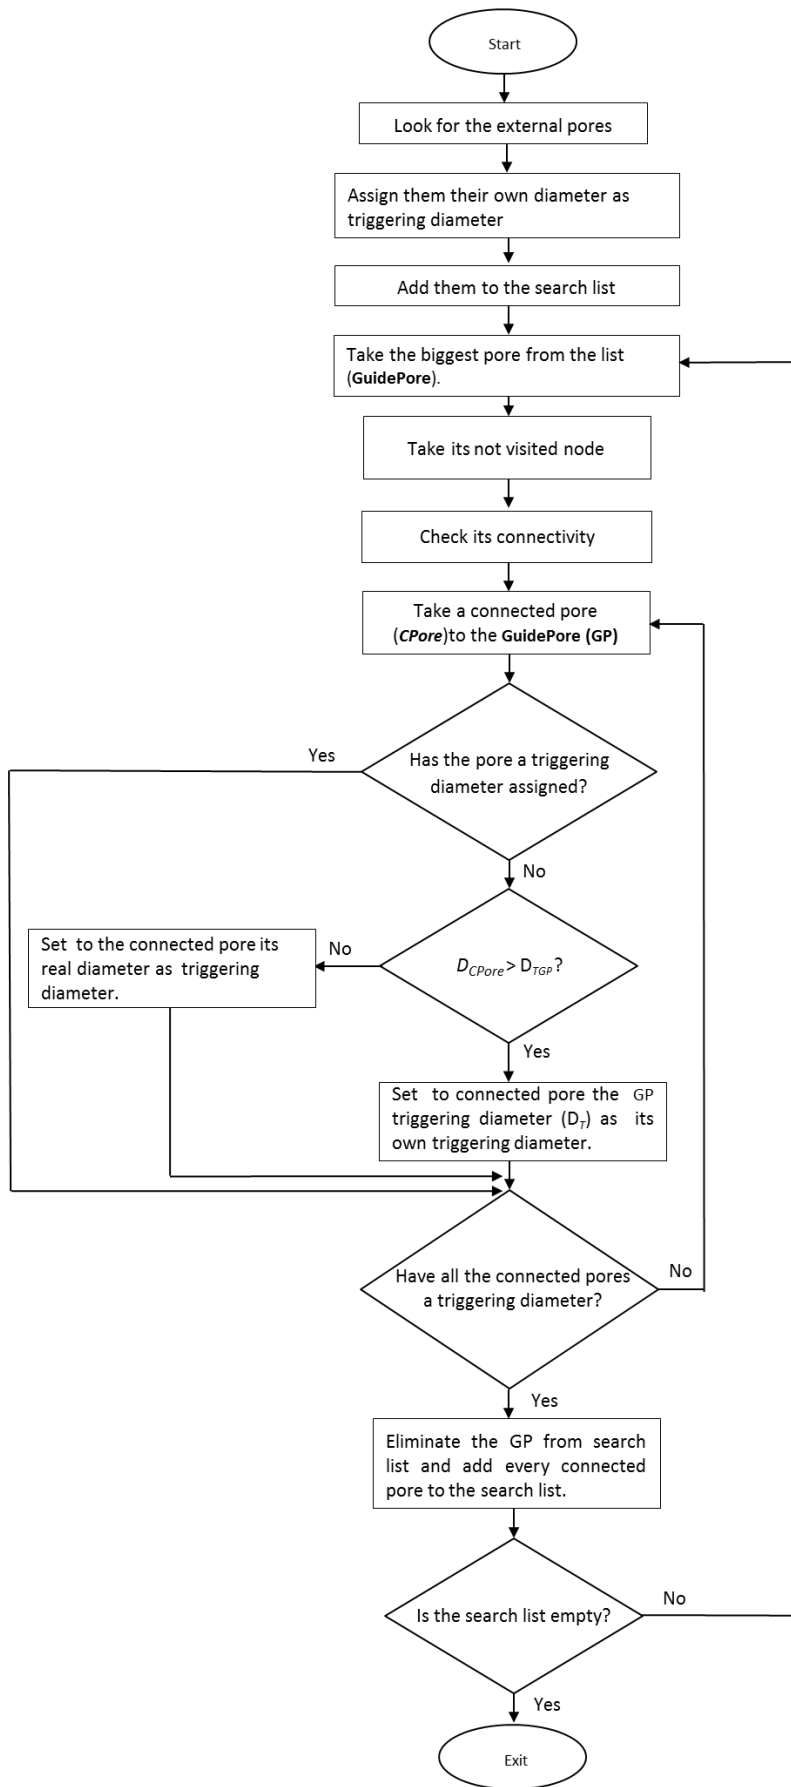 Start
Look for the external pores
Assign them their own diameter as
triggering diameter
Add them to the search list
Take the biggest pore from the list
(GuidePore).
Take its not visited node
Check its connectivity
Take a connected pore
(CPore)to the GuidePore (GP)
Yes
Has the pore a triggering
diameter assigned?
No
Set to the connected pore its
real diameter as triggering
diameter.
No
D_CPore > D_TGP ?
Yes
Set to connected pore the GP
triggering diameter (D_T) as its
own triggering diameter.
Have all the connected pores
a triggering diameter?
No
Yes
Eliminate the GP from search
list and add every connected
pore to the search list.
Is the search list empty?
No
Yes
Exit